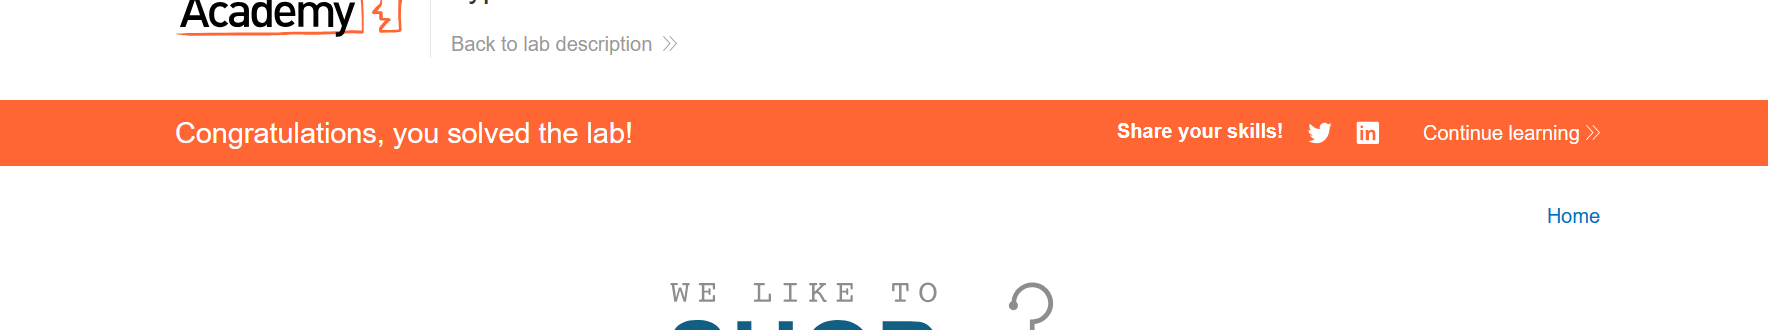 Academy
Back to lab description
Congratulations, you solved the lab!
Share your skills!
Continue learning
Home
WE LIKE TO
SHOP